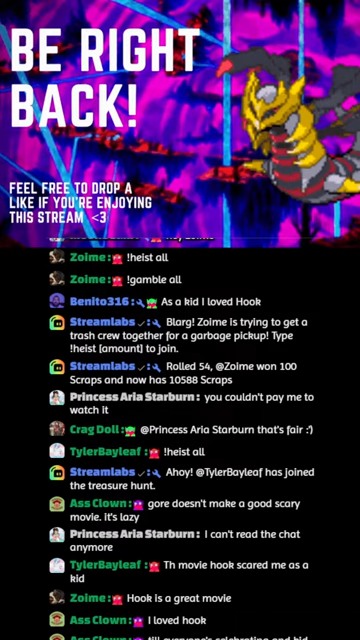 BE RIGHT
BACK!
FEEL FREE TO DROP A
LIKE IF YOU'RE ENJOYING
THIS STREAM <3
Zoime : !heist all
Zoime : !gamble all
Benito316 : As a kid I loved Hook
Streamlabs : Blarg! Zoime is trying to get a
trash crew together for a garbage pickup! Type
!heist [amount] to join.
Streamlabs : Rolled 54, @Zoime won 100
Scraps and now has 10588 Scraps
Princess Aria Starburn : you couldn't pay me to
watch it
Crag Doll : @Princess Aria Starburn that's fair :')
TylerBayleaf : !heist all
Streamlabs : Ahoy! @TylerBayleaf has joined
the treasure hunt.
Ass Clown : gore doesn't make a good scary
movie. it's lazy
Princess Aria Starburn : I can't read the chat
anymore
TylerBayleaf : Th movie hook scared me as a
kid
Zoime : Hook is a great movie
Ass Clown : I loved hook